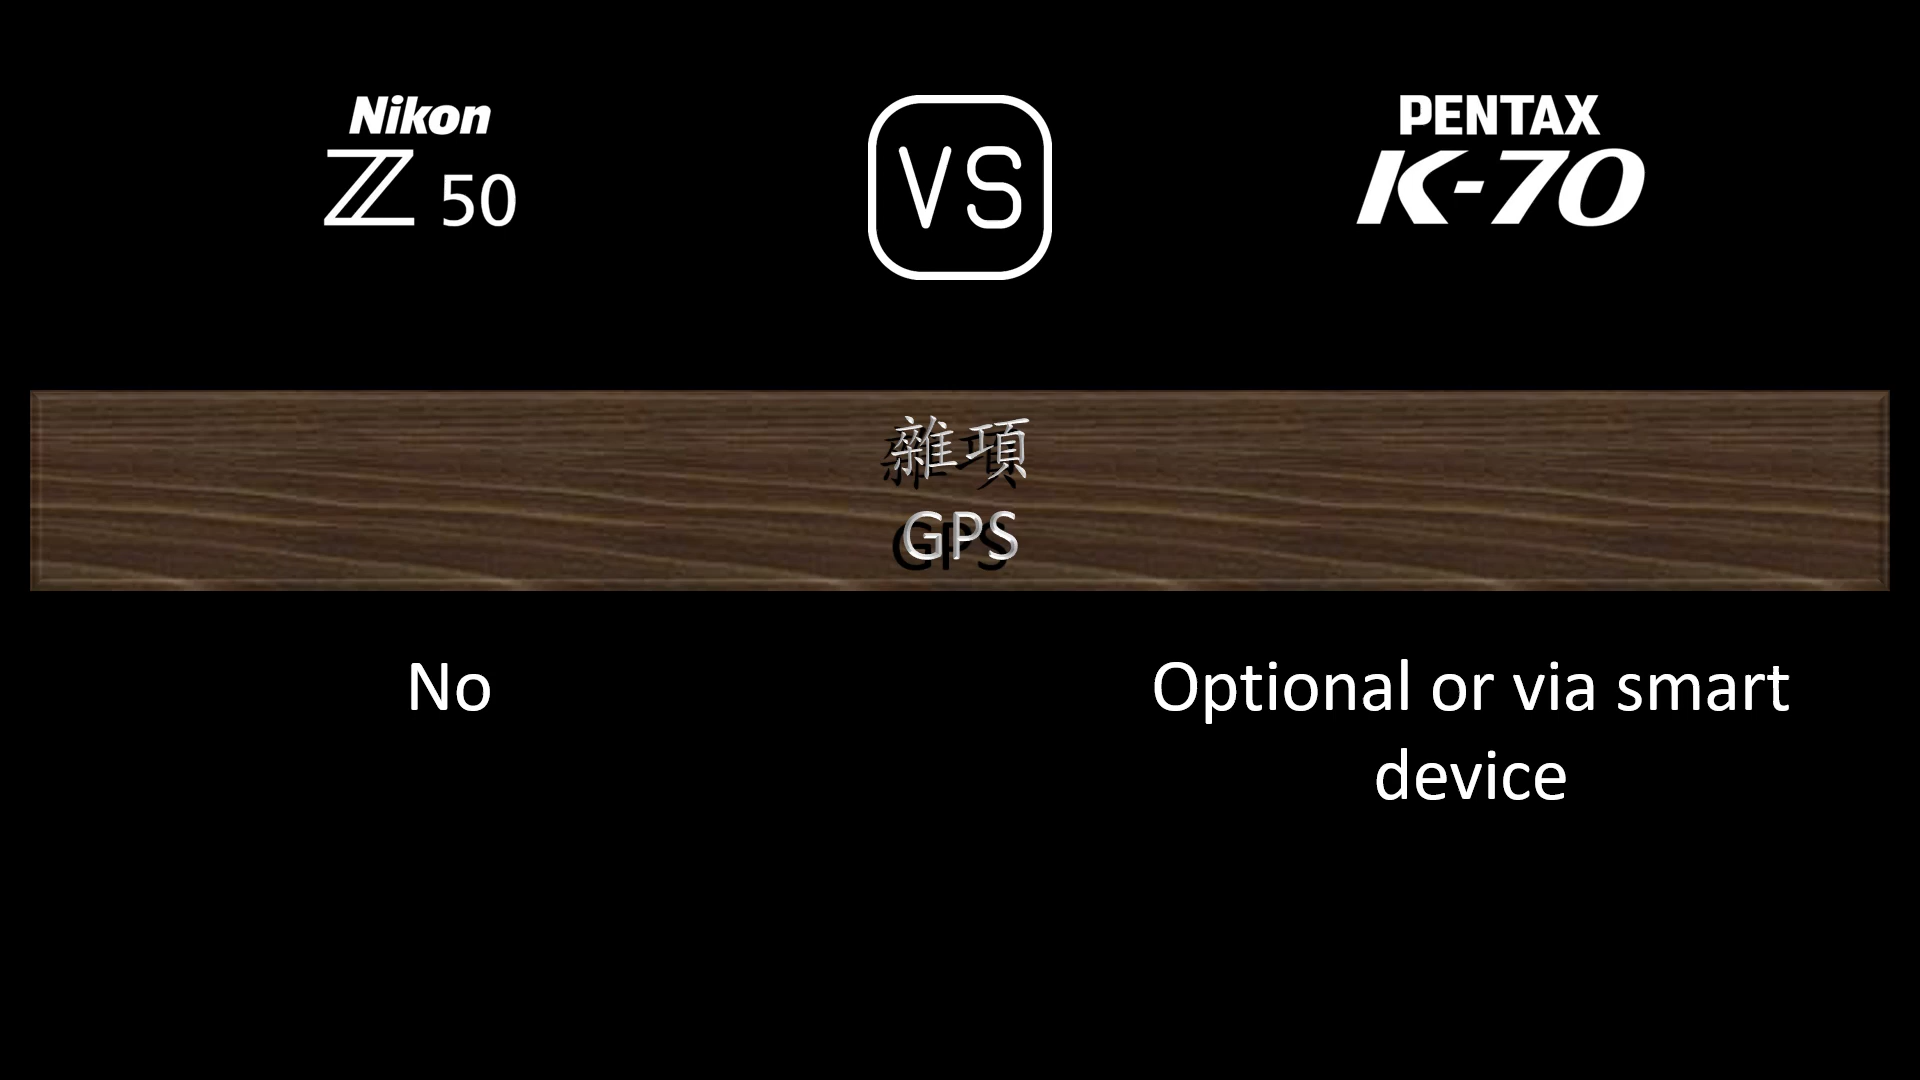 Nikon
Z 50
VS
PENTAX
K-70
雜項
GPS
No
Optional or via smart
device